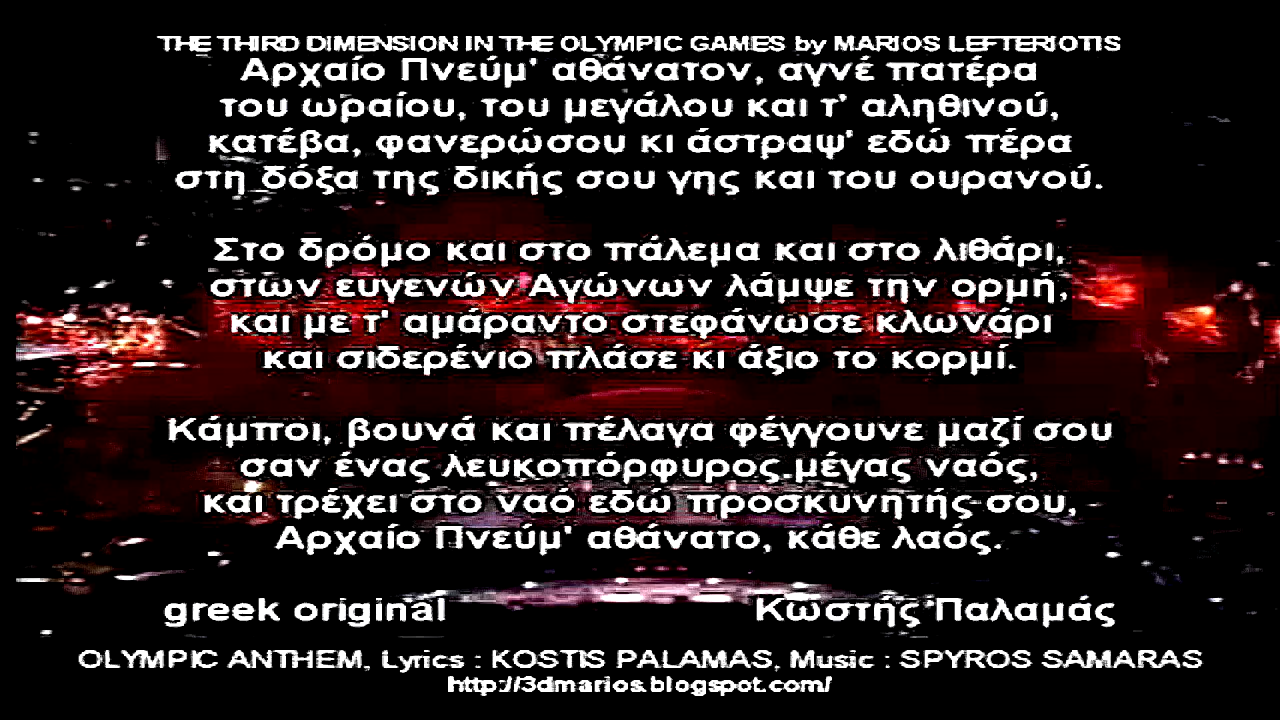 THE THIRD DIMENSION IN THE OLYMPIC GAMES by MARIOS LEFTERIOTIS
Αρχαίο Πνεύμ' αθάνατον, αγνέ πατέρα
του ωραίου, του μεγάλου και τ' αληθινού,
κατέβα, φανερώσου κι άστραψ' εδώ πέρα
στη δόξα της δικής σου γης και του ουρανού.
Στο δρόμο και στο πάλεμα και στο λιθάρι,
στων ευγενών Αγώνων λάμψε την ορμή,
και με τ' αμάραντο στεφάνωσε κλωνάρι
και σιδερένιο πλάσε κι άξιο το κορμί.
Κάμποι, βουνά και πέλαγα φέγγουνε μαζί σου
σαν ένας λευκοπόρφυρος μέγας ναός,
και τρέχει στο ναό εδώ προσκυνητής σου,
Αρχαίο Πνεύμ' αθάνατο, κάθε λαός.
greek original Κωστής Παλαμάς
OLYMPIC ANTHEM, Lyrics : KOSTIS PALAMAS, Music : SPYROS SAMARAS
http://3dmarios.blogspot.com/